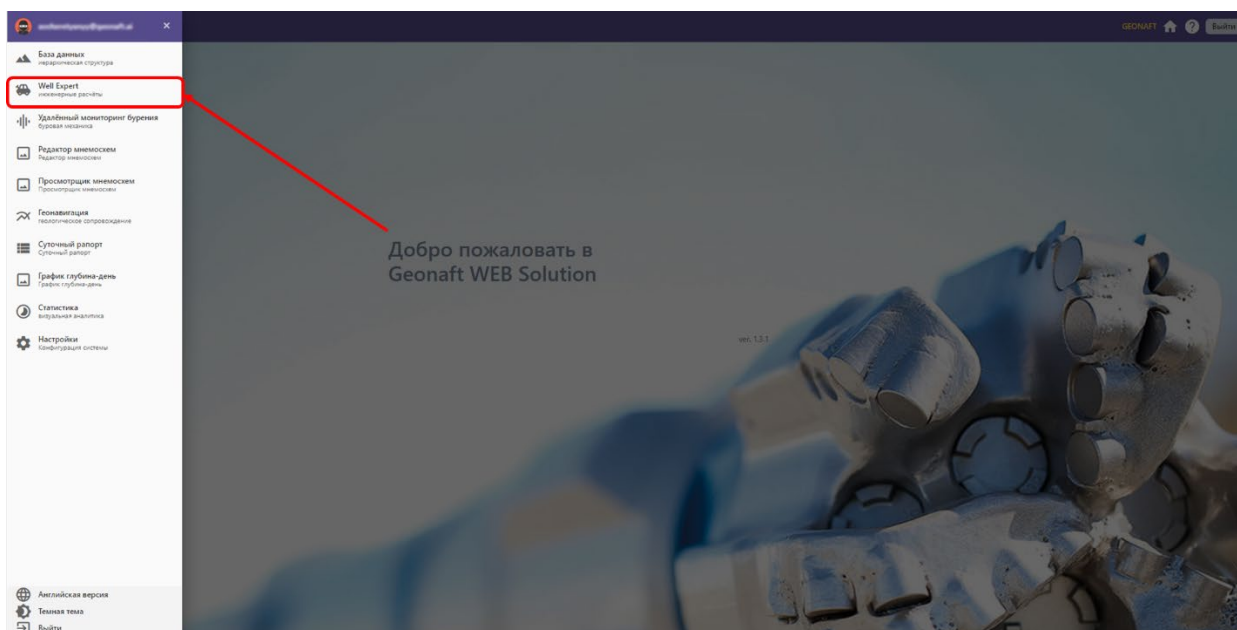 GEONAFT
Выйти
База данных
иерархическая структура
Well Expert
инженерные расчёты
Удалённый мониторинг бурения
буровая механика
Редактор мнемосхем
Редактор мнемосхем
Просмотрщик мнемосхем
Просмотрщик мнемосхем
Геонавигация
геологическое сопровождение
Суточный рапорт
Суточный рапорт
График глубина-день
График глубина-день
Статистика
визуальная аналитика
Настройки
Конфигурация системы
Добро пожаловать в
Geonaft WEB Solution
ver. 1.3.1
Английская версия
Темная тема
Выйти